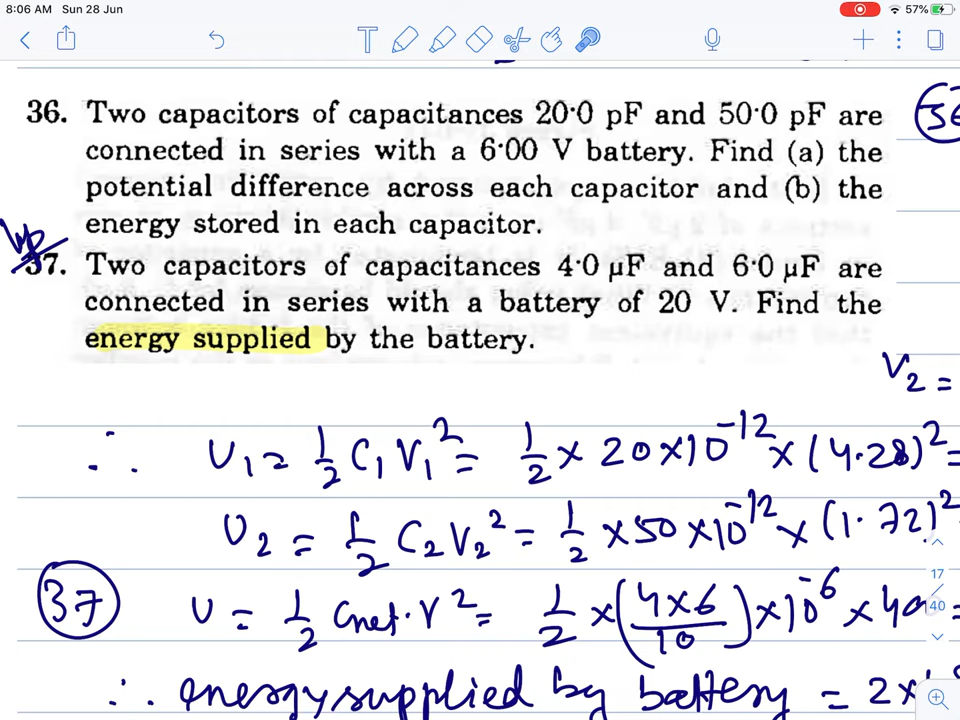 8:06 AM Sun 28 Jun 57%
T
36. Two capacitors of capacitances 20·0 pF and 50·0 pF are
connected in series with a 6·00 V battery. Find (a) the
potential difference across each capacitor and (b) the
energy stored in each capacitor.
37. Two capacitors of capacitances 4·0 μF and 6·0 μF are
connected in series with a battery of 20 V. Find the
energy supplied by the battery.
V2 =
∴ U1 = 1/2 C1 V1^2 = 1/2 × 20×10^-12 × (4.28)^2 =
U2 = 1/2 C2 V2^2 = 1/2 × 50×10^-12 × (1.72)^2
37 U = 1/2 Cnet · V^2 = 1/2 × (4×6/10) × 10^-6 × 40
∴ energy supplied by battery = 2×
17
/
40